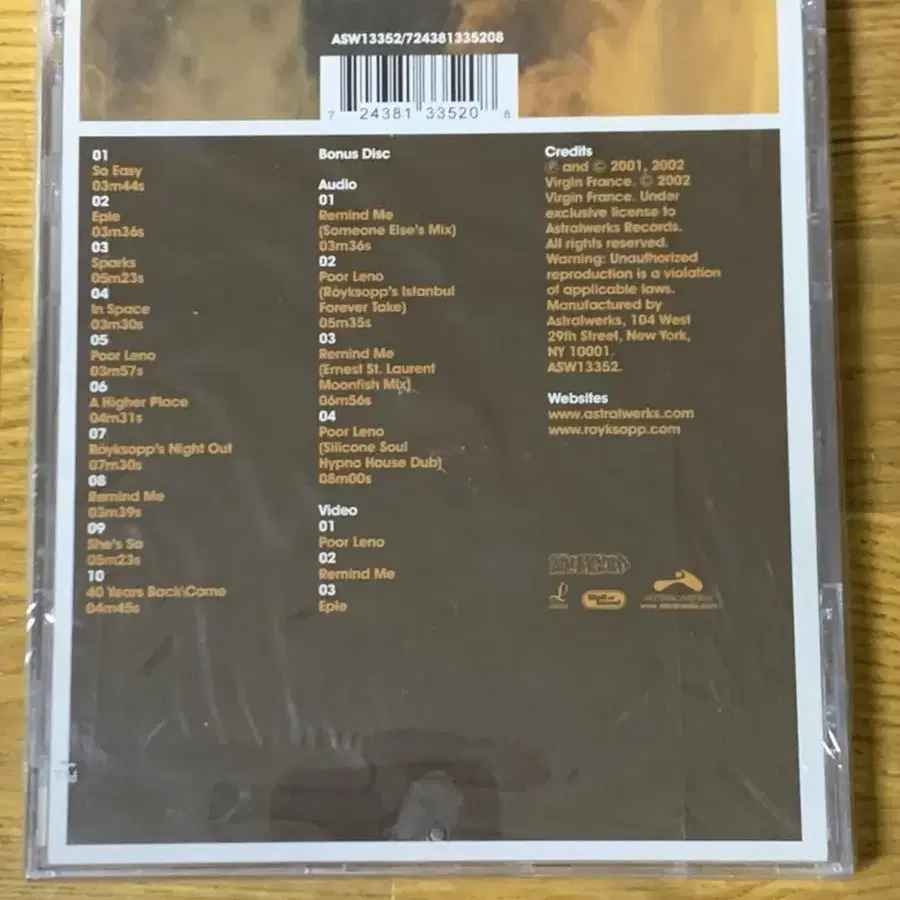 ASW13352/724381335208
7 24381 33520 8
01
So Easy
03m44s
02
Eple
03m36s
03
Sparks
05m23s
04
In Space
03m30s
05
Poor Leno
03m57s
06
A Higher Place
04m31s
07
Röyksopp's Night Out
07m30s
08
Remind Me
03m39s
09
She's So
05m23s
10
40 Years Back\Come
04m45s
Bonus Disc
Audio
01
Remind Me
(Someone Else's Mix)
03m36s
02
Poor Leno
(Röyksopp's Istanbul
Forever Take)
05m35s
03
Remind Me
(Ernest St. Laurent
Moonfish Mix)
06m56s
04
Poor Leno
(Silicone Soul
Hypno House Dub)
08m00s
Video
01
Poor Leno
02
Remind Me
03
Eple
Credits
℗ and © 2001, 2002
Virgin France. © 2002
Virgin France. Under
exclusive license to
Astralwerks Records.
All rights reserved.
Warning: Unauthorized
reproduction is a violation
of applicable laws.
Manufactured by
Astralwerks, 104 West
29th Street, New York,
NY 10001.
ASW13352.
Websites
www.astralwerks.com
www.royksopp.com
Wall of Sound
ASTRALWERKS